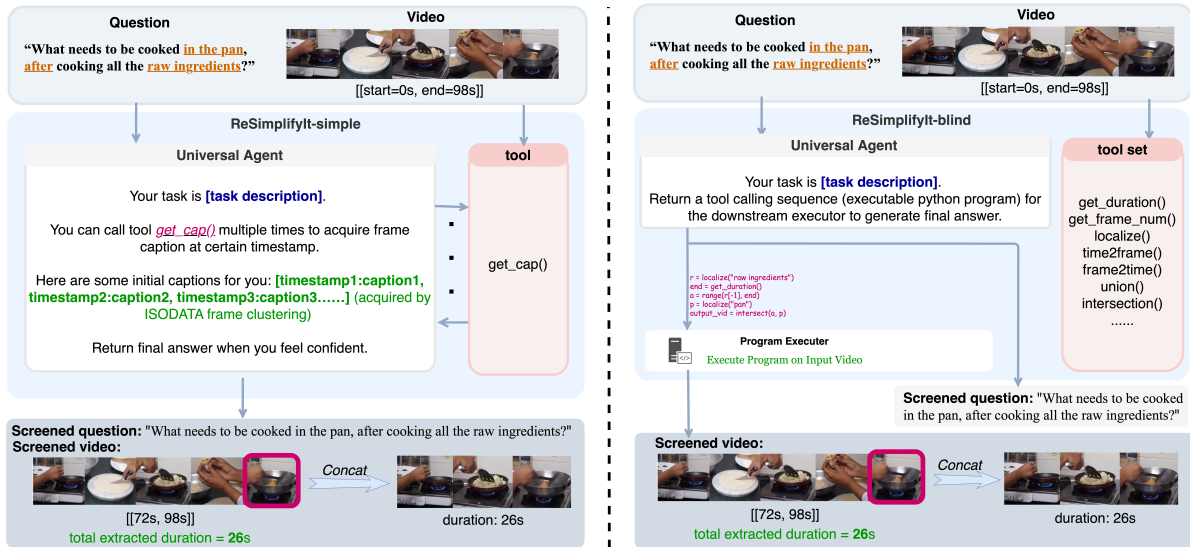 Question
Video
“What needs to be cooked in the pan,
after cooking all the raw ingredients?”
[[start=0s, end=98s]]
ReSimplifyIt-simple
Universal Agent
tool
Your task is [task description].
You can call tool get_cap() multiple times to acquire frame
caption at certain timestamp.
get_cap()
Here are some initial captions for you: [timestamp1:caption1,
timestamp2:caption2, timestamp3:caption3......] (acquired by
ISODATA frame clustering)
Return final answer when you feel confident.
Screened question: "What needs to be cooked in the pan, after cooking all the raw ingredients?"
Screened video:
Concat
[[72s, 98s]]
duration: 26s
total extracted duration = 26s
Question
Video
“What needs to be cooked in the pan,
after cooking all the raw ingredients?”
[[start=0s, end=98s]]
ReSimplifyIt-blind
Universal Agent
tool set
Your task is [task description].
Return a tool calling sequence (executable python program) for
the downstream executor to generate final answer.
get_duration()
get_frame_num()
localize()
time2frame()
frame2time()
union()
intersection()
......
r = localize("raw ingredients")
end = get_duration()
a = range(r[-1], end)
p = localize("pan")
output_vid = intersect(a, p)
Program Executer
</>
Execute Program on Input Video
Screened question: "What needs to be cooked
in the pan, after cooking all the raw ingredients?"
Screened video:
Concat
[[72s, 98s]]
duration: 26s
total extracted duration = 26s